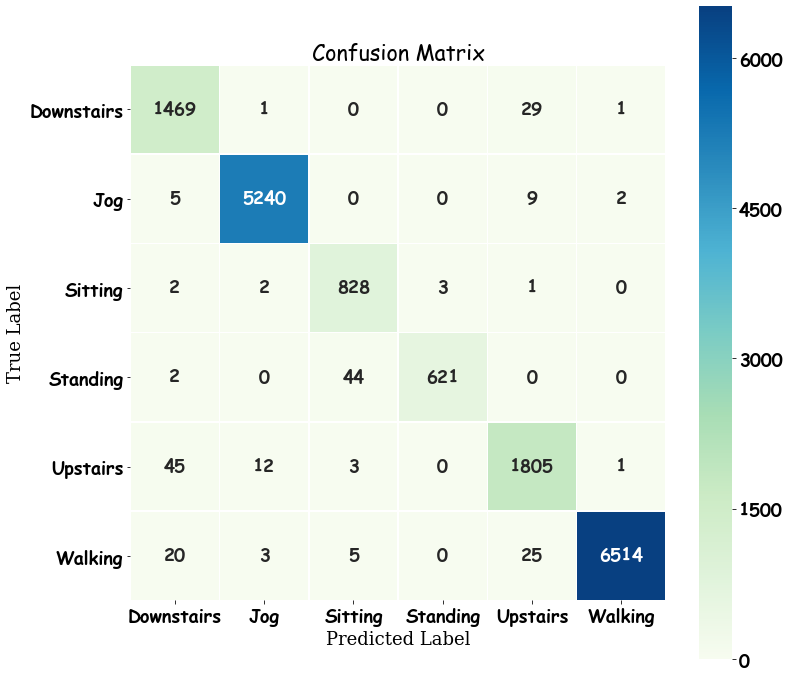 Confusion Matrix
Downstairs 1469 1 0 0 29 1
Jog 5 5240 0 0 9 2
Sitting 2 2 828 3 1 0
Standing 2 0 44 621 0 0
Upstairs 45 12 3 0 1805 1
Walking 20 3 5 0 25 6514
Downstairs Jog Sitting Standing Upstairs Walking
Predicted Label
True Label
6000
4500
3000
1500
0